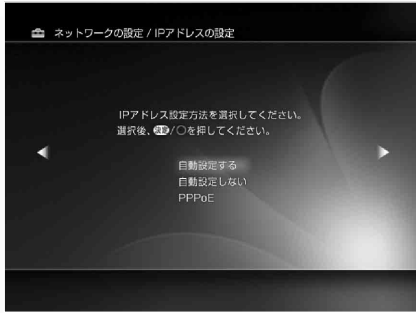 ネットワークの設定 / IPアドレスの設定
IPアドレス設定方法を選択してください。
選択後、決定/○を押してください。
自動設定する
自動設定しない
PPPoE